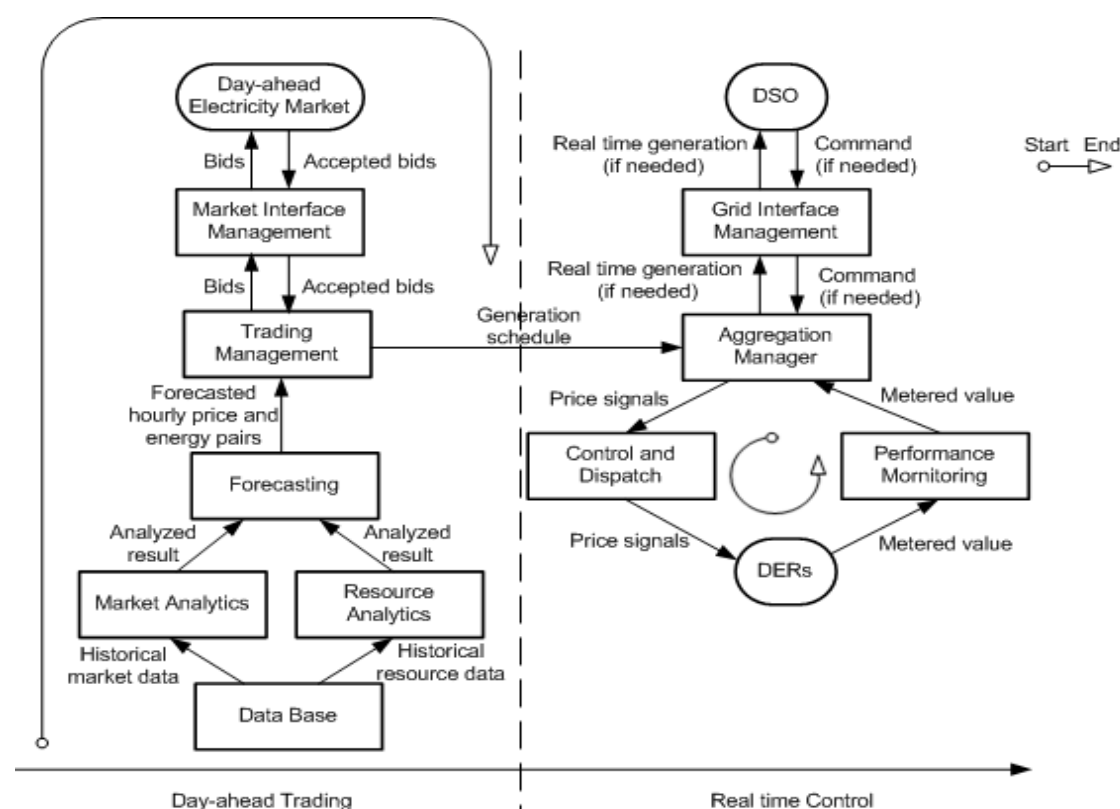 Day-ahead
Electricity Market
DSO
Bids
Accepted bids
Real time generation
(if needed)
Command
(if needed)
Start End
Market Interface
Management
Grid Interface
Management
Bids
Accepted bids
Real time generation
(if needed)
Command
(if needed)
Trading
Management
Generation
schedule
Aggregation
Manager
Forecasted
hourly price and
energy pairs
Price signals
Metered value
Forecasting
Control and
Dispatch
Performance
Mornitoring
Analyzed
result
Analyzed
result
Price signals
Metered value
Market Analytics
Resource
Analytics
DERs
Historical
market data
Historical
resource data
Data Base
Day-ahead Trading
Real time Control